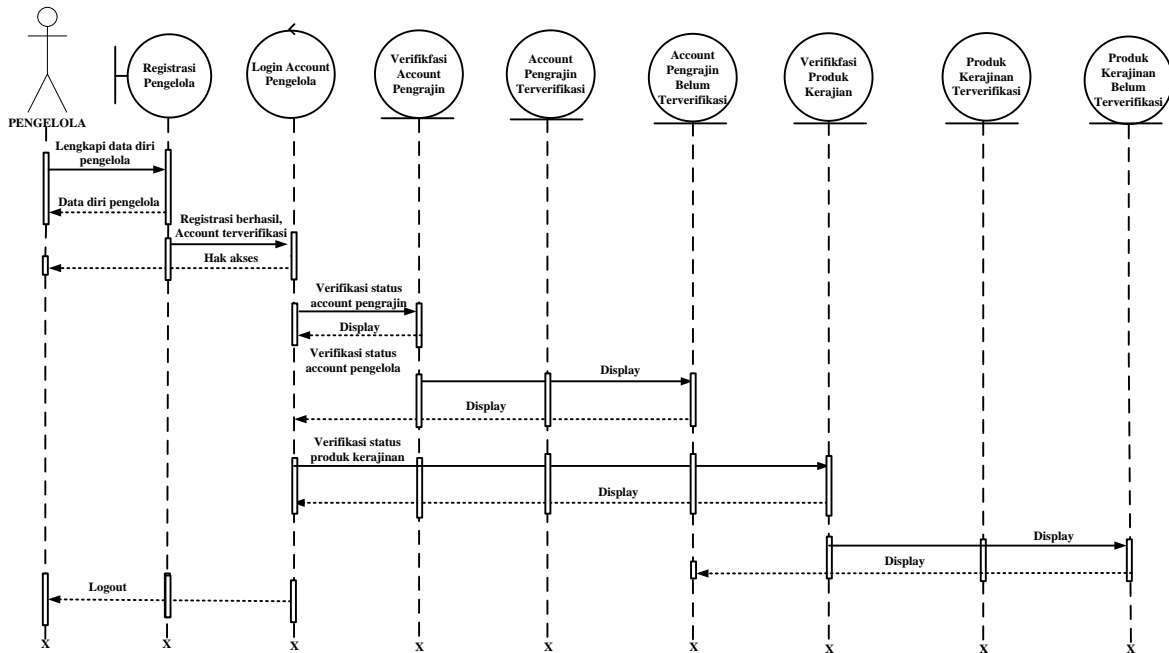 PENGELOLA
Registrasi
Pengelola
Login Account
Pengelola
Verifikfasi
Account
Pengrajin
Account
Pengrajin
Terverifikasi
Account
Pengrajin
Belum
Terverifikasi
Verifikfasi
Produk
Kerajian
Produk
Kerajinan
Terverifikasi
Produk
Kerajinan
Belum
Terverifikasi
Lengkapi data diri
pengelola
Data diri pengelola
Registrasi berhasil,
Account terverifikasi
Hak akses
Verifikasi status
account pengrajin
Display
Verifikasi status
account pengelola
Display
Display
Verifikasi status
produk kerajinan
Display
Display
Display
Logout
X X X X X X X X X